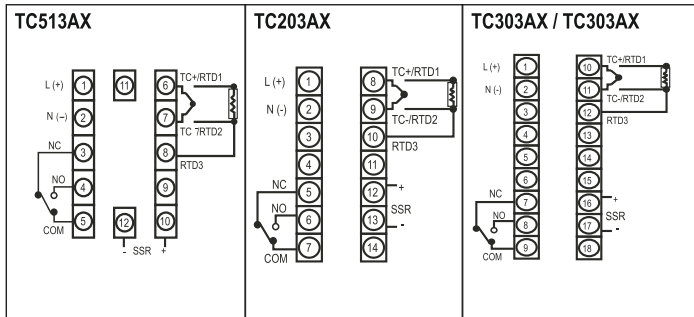 TC513AX
L (+)
1
11
6
TC+/RTD1
N (–)
2
7
TC 7RTD2
NC
3
8
RTD3
NO
4
9
COM
5
12
10
- SSR +
TC203AX
L (+)
1
8
TC+/RTD1
N (-)
2
9
TC-/RTD2
3
10
RTD3
4
11
NC
5
12
+
NO
6
13
SSR
-
COM
7
14
TC303AX / TC303AX
L (+)
1
10
TC+/RTD1
N (-)
2
11
TC-/RTD2
3
12
RTD3
4
13
5
14
6
15
NC
7
16
+
NO
8
17
SSR
-
COM
9
18